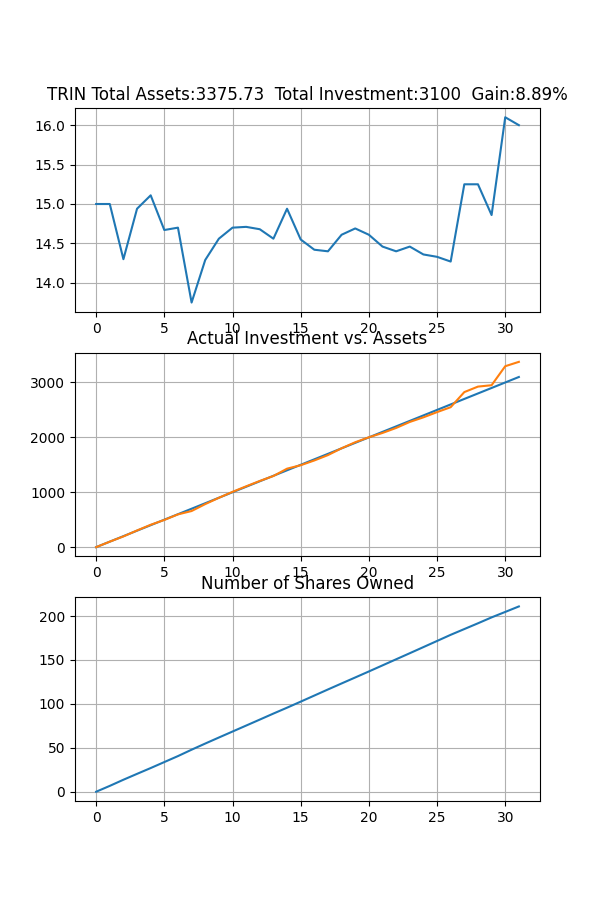 TRIN Total Assets:3375.73  Total Investment:3100  Gain:8.89%
16.0
15.5
15.0
14.5
14.0
0 5 10 15 20 25 30
Actual Investment vs. Assets
3000
2000
1000
0
0 5 10 15 20 25 30
Number of Shares Owned
200
150
100
50
0
0 5 10 15 20 25 30